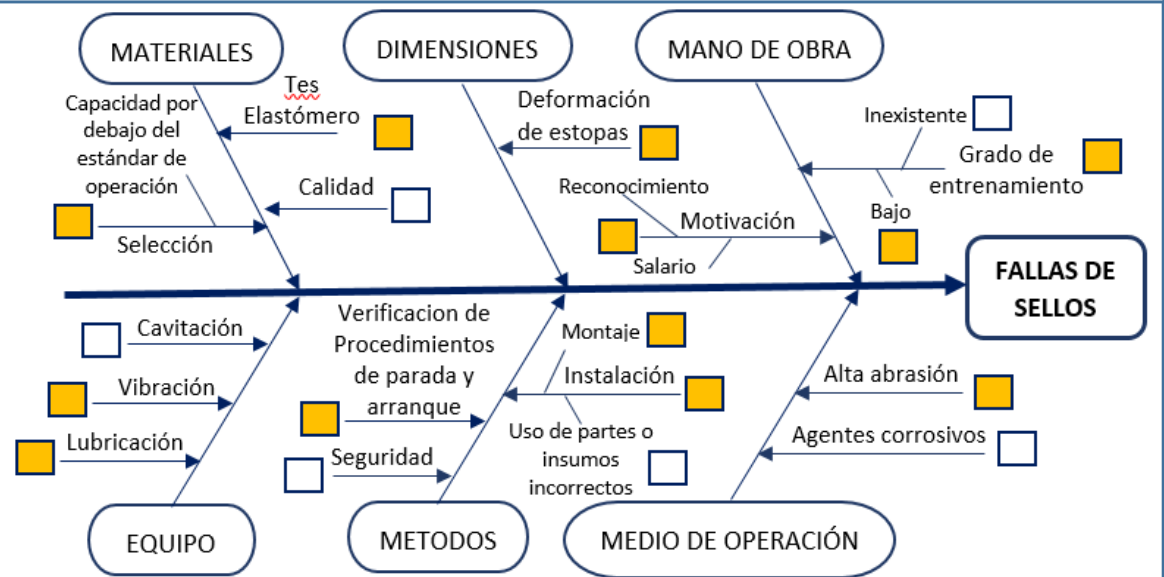 MATERIALES
DIMENSIONES
MANO DE OBRA
Capacidad por
debajo del
estándar de
operación
Tes
Elastómero
Calidad
Selección
Deformación
de estopas
Reconocimiento
Motivación
Salario
Inexistente
Grado de
entrenamiento
Bajo
FALLAS DE
SELLOS
Cavitación
Vibración
Lubricación
Verificacion de
Procedimientos
de parada y
arranque
Seguridad
Montaje
Instalación
Uso de partes o
insumos
incorrectos
Alta abrasión
Agentes corrosivos
EQUIPO
METODOS
MEDIO DE OPERACIÓN